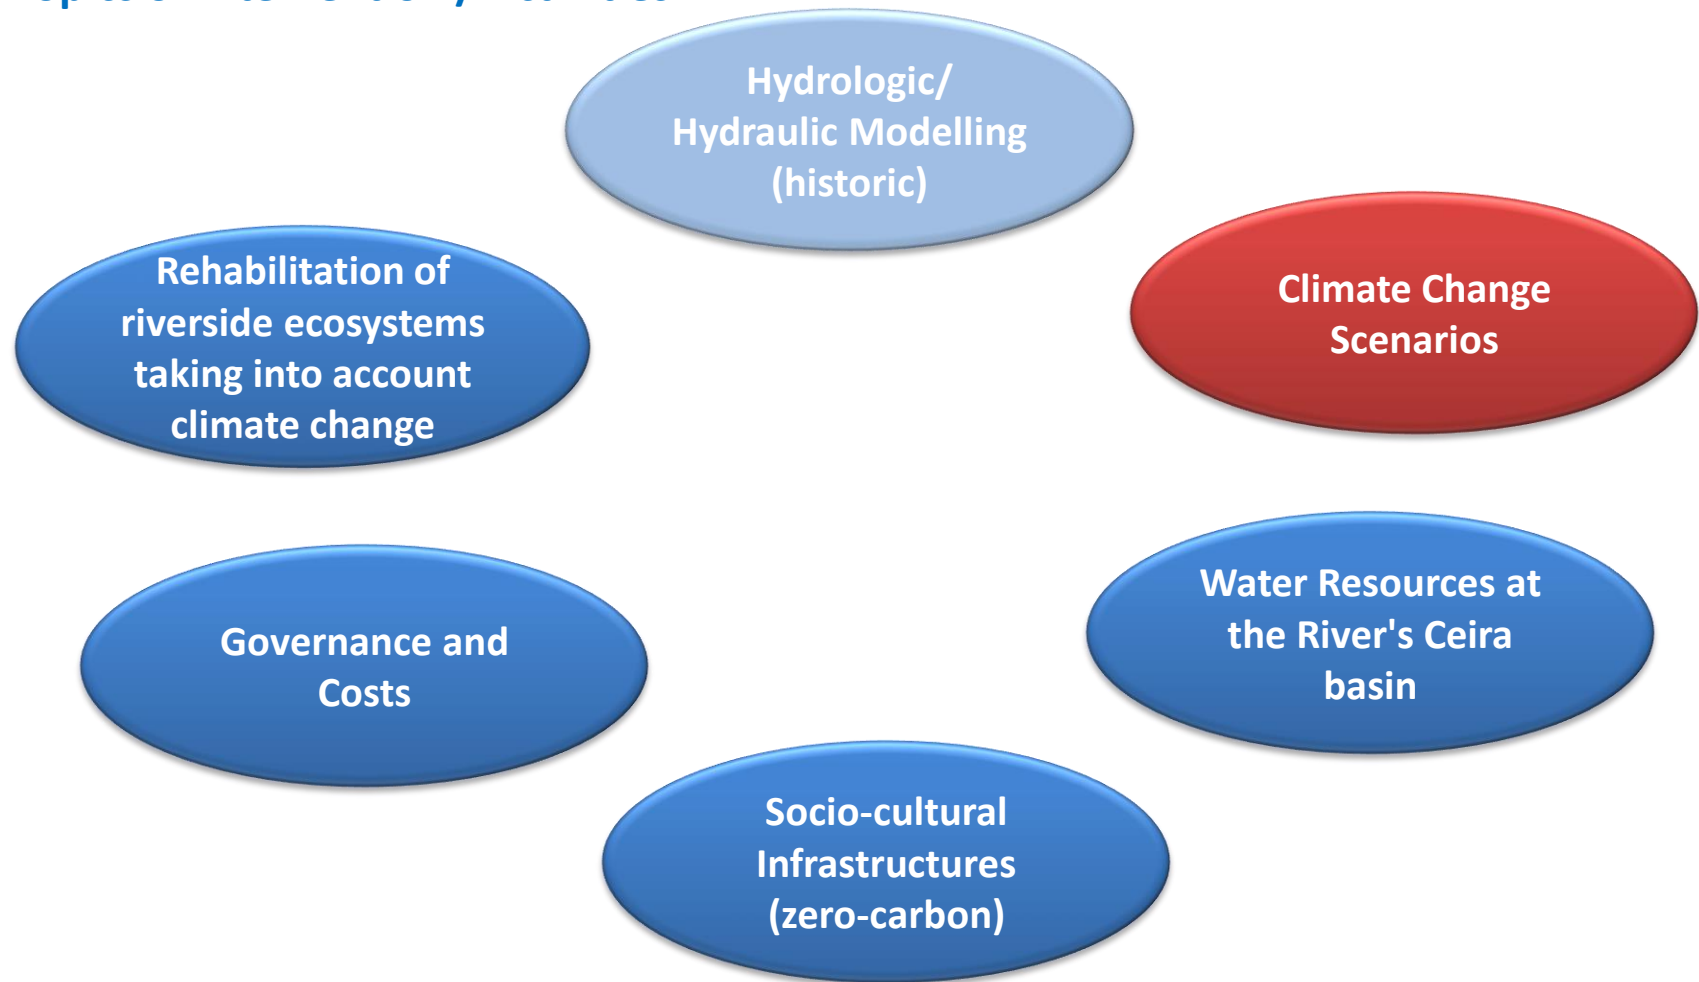 Hydrologic/
Hydraulic Modelling
(historic)
Climate Change
Scenarios
Rehabilitation of
riverside ecosystems
taking into account
climate change
Water Resources at
the River's Ceira
basin
Governance and
Costs
Socio-cultural
Infrastructures
(zero-carbon)